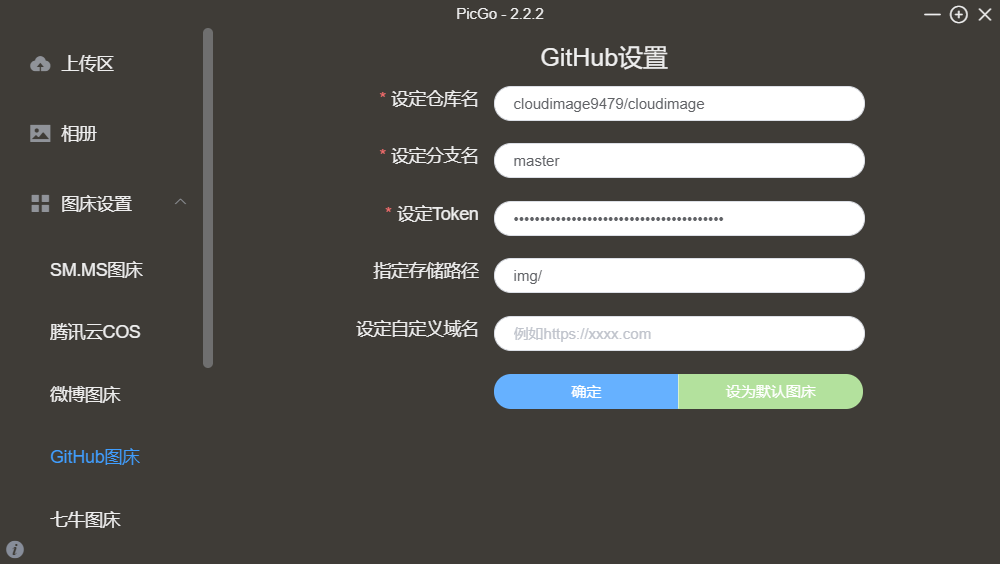 PicGo - 2.2.2
上传区
相册
图床设置
SM.MS图床
腾讯云COS
微博图床
GitHub图床
七牛图床
GitHub设置
* 设定仓库名
cloudimage9479/cloudimage
* 设定分支名
master
* 设定Token
指定存储路径
img/
设定自定义域名
例如https://xxxx.com
确定
设为默认图床